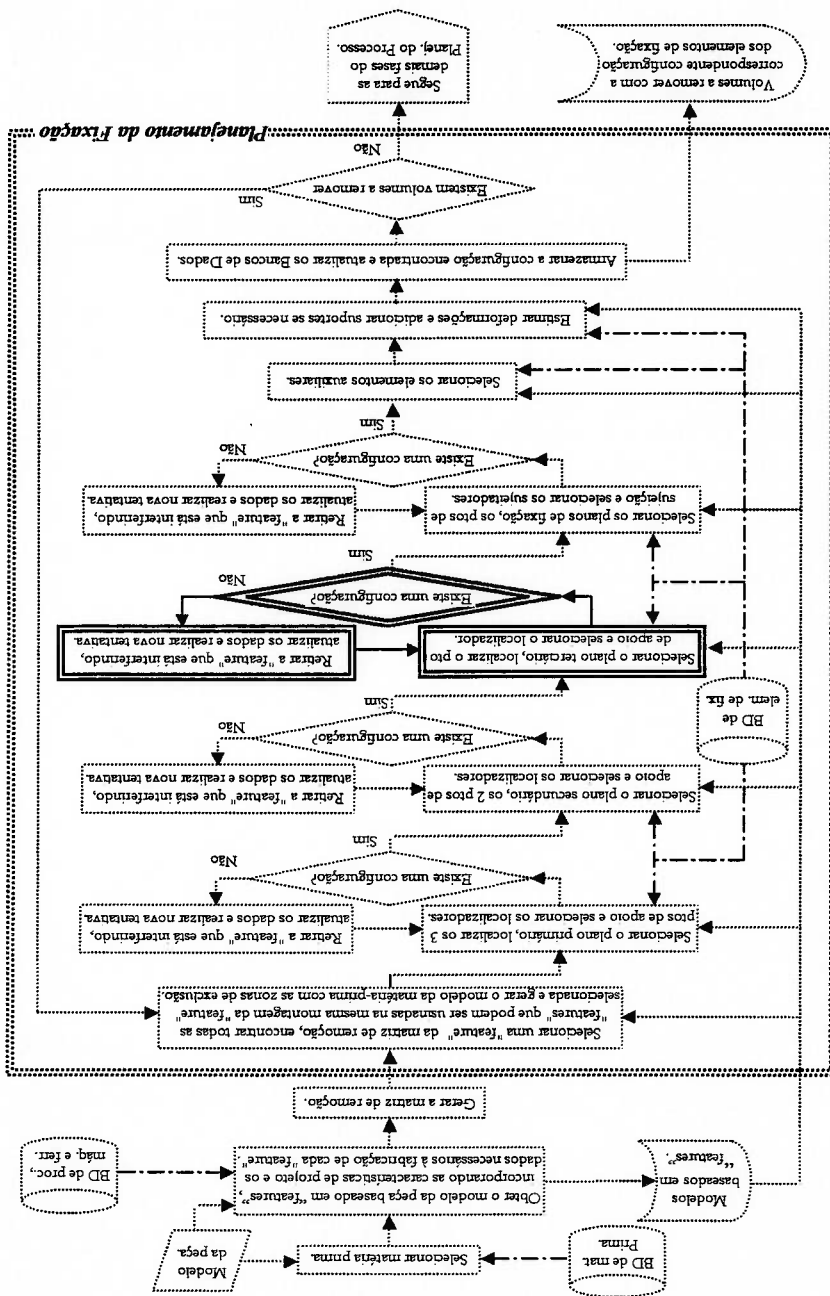 BD de mat.
Prima.
Selecionar matéria prima.
Modelo
da peça.
Modelos
baseados em
"features".
Obter o modelo da peça baseado em "features",
incorporando as características de projeto e os
dados necessários à fabricação de cada "feature".
BD de proc.,
máq. e ferr.
Gerar a matriz de remoção.
Selecionar uma "feature" da matriz de remoção, encontrar todas as
"features" que podem ser usinadas na mesma montagem da "feature"
selecionada e gerar o modelo da matéria-prima com as zonas de exclusão.
Selecionar o plano primário, localizar os 3
ptos de apoio e selecionar os localizadores.
Retirar a "feature" que está interferindo,
atualizar os dados e realizar nova tentativa.
Existe uma configuração?
Não
Sim
Selecionar o plano secundário, os 2 ptos de
apoio e selecionar os localizadores.
Retirar a "feature" que está interferindo,
atualizar os dados e realizar nova tentativa.
Existe uma configuração?
Não
Sim
BD de
elem. de fix.
Selecionar o plano terciário, localizar o pto
de apoio e selecionar o localizador.
Retirar a "feature" que está interferindo,
atualizar os dados e realizar nova tentativa.
Existe uma configuração?
Não
Sim
Selecionar os planos de fixação, os ptos de
sujeição e selecionar os sujeitadores.
Retirar a "feature" que está interferindo,
atualizar os dados e realizar nova tentativa.
Existe uma configuração?
Não
Sim
Selecionar os elementos auxiliares.
Estimar deformações e adicionar suportes se necessário.
Armazenar a configuração encontrada e atualizar os Bancos de Dados.
Existem volumes a remover
Sim
Não
Planejamento da Fixação
Volumes a remover com a
correspondente configuração
dos elementos de fixação.
Segue para as
demais fases do
Planej. do Processo.